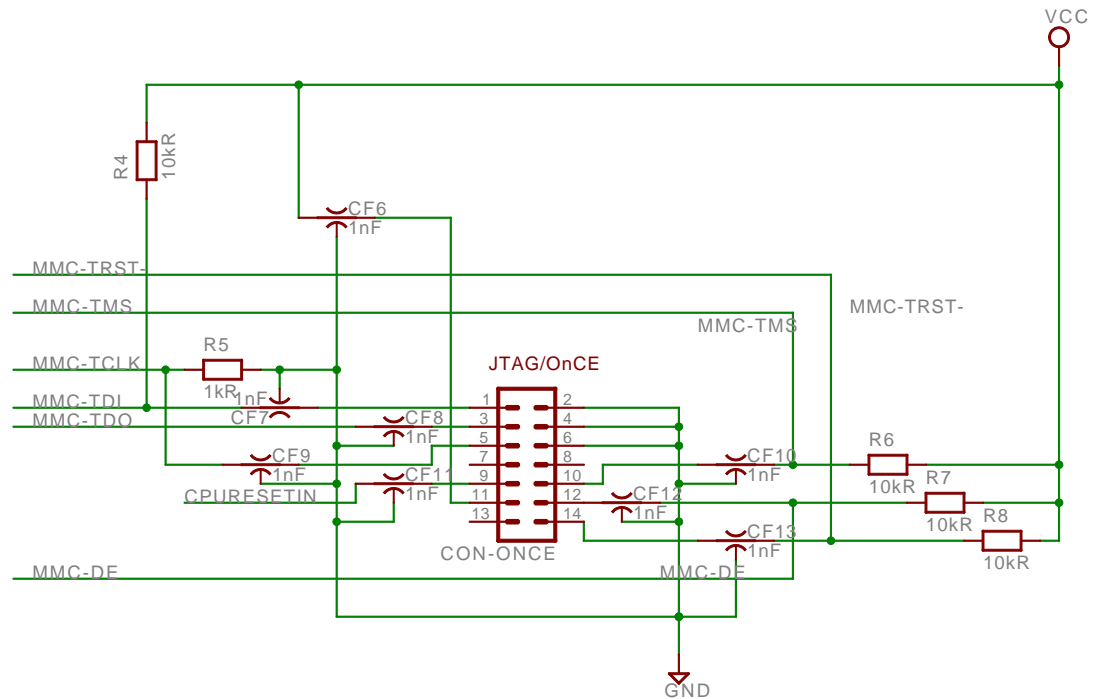 VCC
R4
10kR
CF6
1nF
MMC-TRST-
MMC-TMS
MMC-TRST-
MMC-TMS
R5
MMC-TCLK
JTAG/OnCE
1kR
1nF
MMC-TDI
1
2
CF7
MMC-TDO
CF8
3
4
1nF
5
6
R6
CF9
7
8
CF10
1nF
CF11
1nF
10kR
R7
9
10
CPURESETIN
1nF
11
12
CF12
1nF
10kR
R8
13
14
CF13
CON-ONCE
1nF
10kR
MMC-DE
MMC-DE
GND